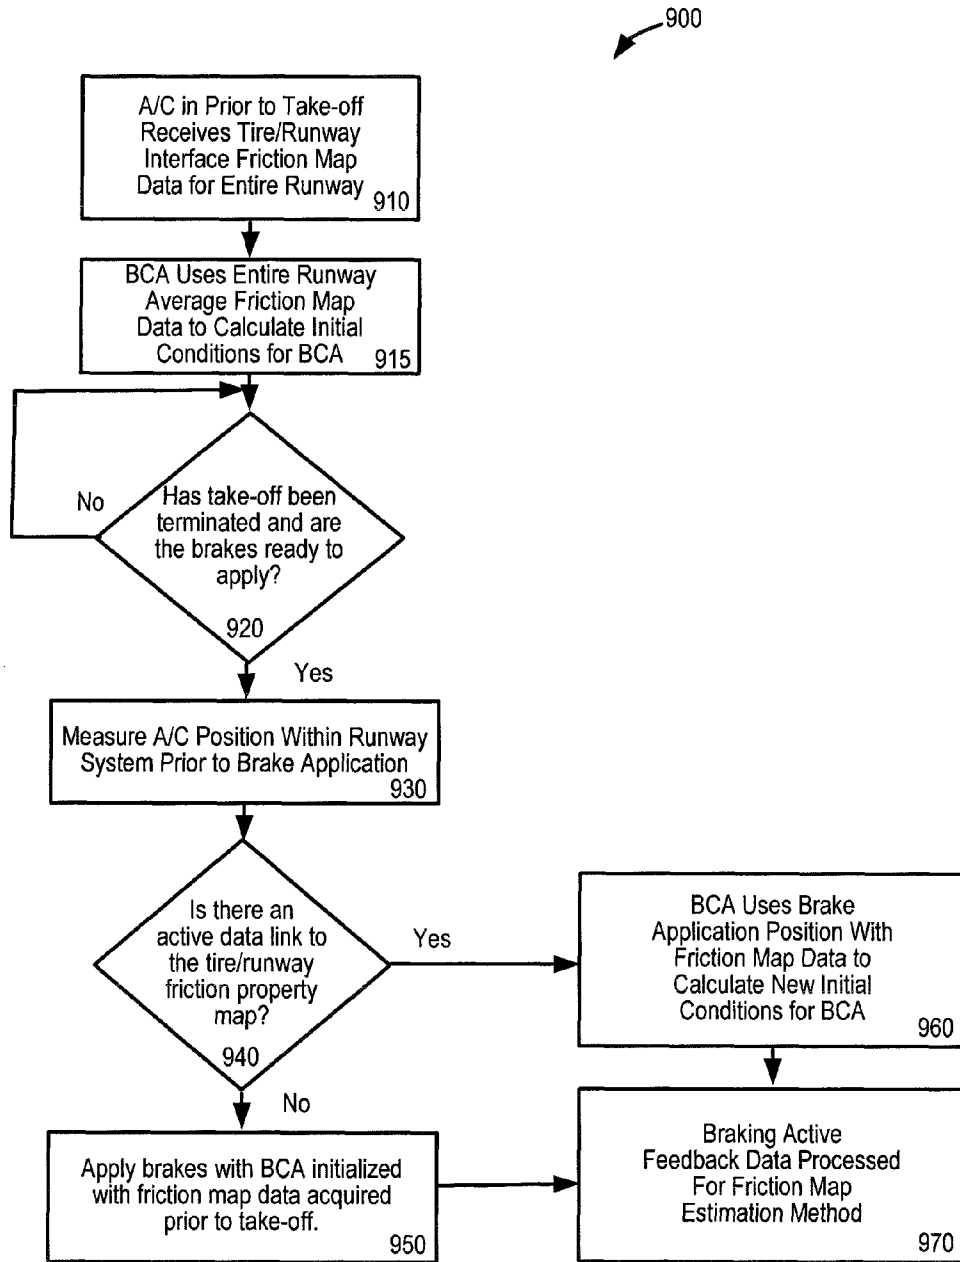 900
A/C in Prior to Take-off
Receives Tire/Runway
Interface Friction Map
Data for Entire Runway
910
BCA Uses Entire Runway
Average Friction Map
Data to Calculate Initial
Conditions for BCA
915
No
Has take-off been
terminated and are
the brakes ready to
apply?
920
Yes
Measure A/C Position Within Runway
System Prior to Brake Application
930
Is there an
active data link to
the tire/runway
friction property
map?
940
Yes
BCA Uses Brake
Application Position With
Friction Map Data to
Calculate New Initial
Conditions for BCA
960
No
Apply brakes with BCA initialized
with friction map data acquired
prior to take-off.
950
Braking Active
Feedback Data Processed
For Friction Map
Estimation Method
970